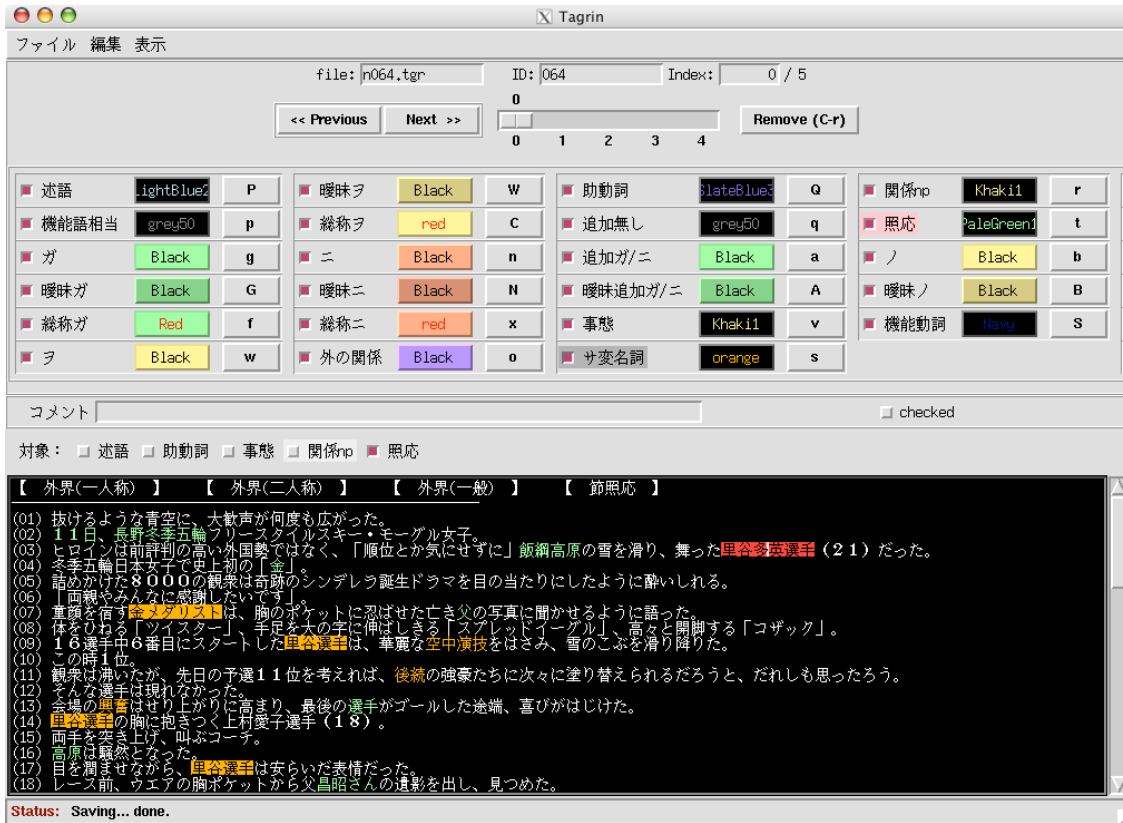 Tagrin
ファイル 編集 表示
file: n064.tgr ID: 064 Index: 0 / 5
0
<< Previous Next >> Remove (C-r)
0 1 2 3 4
述語 LightBlue2 P 曖昧ヲ Black W 助動詞 SlateBlue3 Q 関係np Khaki1 r
機能語相当 grey50 p 総称ヲ red C 追加無し grey50 q 照応 PaleGreen1 t
ガ Black g ニ Black n 追加ガ/ニ Black a ノ Black b
曖昧ガ Black G 曖昧ニ Black N 曖昧追加ガ/ニ Black A 曖昧ノ Black B
総称ガ Red f 総称ニ red x 事態 Khaki1 v 機能動詞 Navy S
ヲ Black w 外の関係 Black o サ変名詞 orange s
コメント checked
対象: 述語 助動詞 事態 関係np 照応
【 外界(一人称) 】 【 外界(二人称) 】 【 外界(一般) 】 【 節照応 】
(01) 抜けるような青空に、大歓声が何度も広がった。
(02) 11日、長野冬季五輪フリースタイルスキー・モーグル女子。
(03) ヒロインは前評判の高い外国勢ではなく、「順位とか気にせずに」飯綱高原の雪を滑り、舞った里谷多英選手(21)だった。
(04) 冬季五輪日本女子で史上初の「金」。
(05) 詰めかけた8000の観衆は奇跡のシンデレラ誕生ドラマを目の当たりにしたように酔いしれる。
(06) 「両親やみんなに感謝したいです」。
(07) 童顔を宿す金メダリストは、胸のポケットに忍ばせた亡き父の写真に聞かせるように語った。
(08) 体をひねる「ツイスター」、手足を大の字に伸ばしきる「スプレッドイーグル」、高々と開脚する「コザック」。
(09) 16選手中6番目にスタートした里谷選手は、華麗な空中演技をはさみ、雪のこぶを滑り降りた。
(10) この時1位。
(11) 観衆は沸いたが、先日の予選11位を考えれば、後続の強豪たちに次々に塗り替えられるだろうと、だれしも思ったろう。
(12) そんな選手は現れなかった。
(13) 会場の興奮はせり上がりに高まり、最後の選手がゴールした途端、喜びがはじけた。
(14) 里谷選手の胸に抱きつく上村愛子選手(18)。
(15) 両手を突き上げ、叫ぶコーチ。
(16) 高原は騒然となった。
(17) 目を潤ませながら、里谷選手は安らいだ表情だった。
(18) レース前、ウエアの胸ポケットから父昌昭さんの遺影を出し、見つめた。
Status: Saving... done.